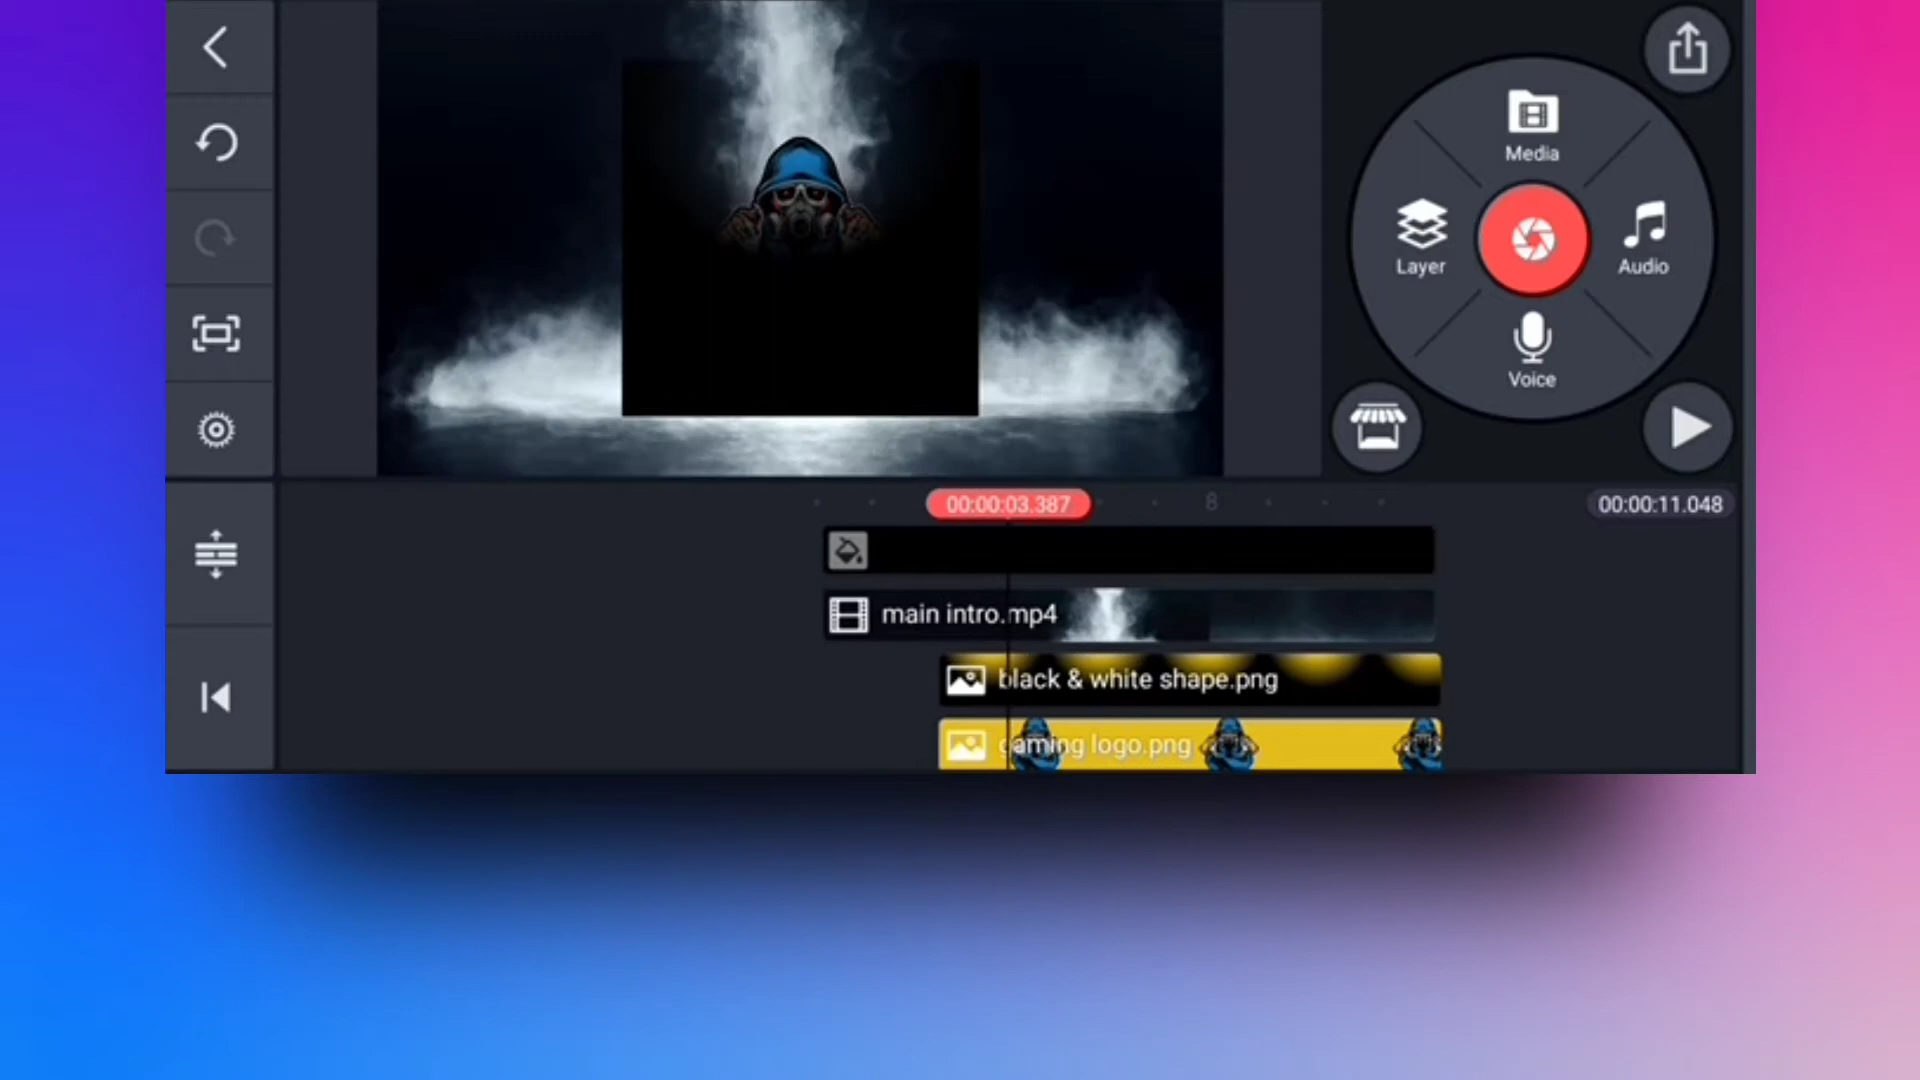 Media
Layer
Audio
Voice
00:00:03.387
8
00:00:11.048
main intro.mp4
black & white shape.png
gaming logo.png